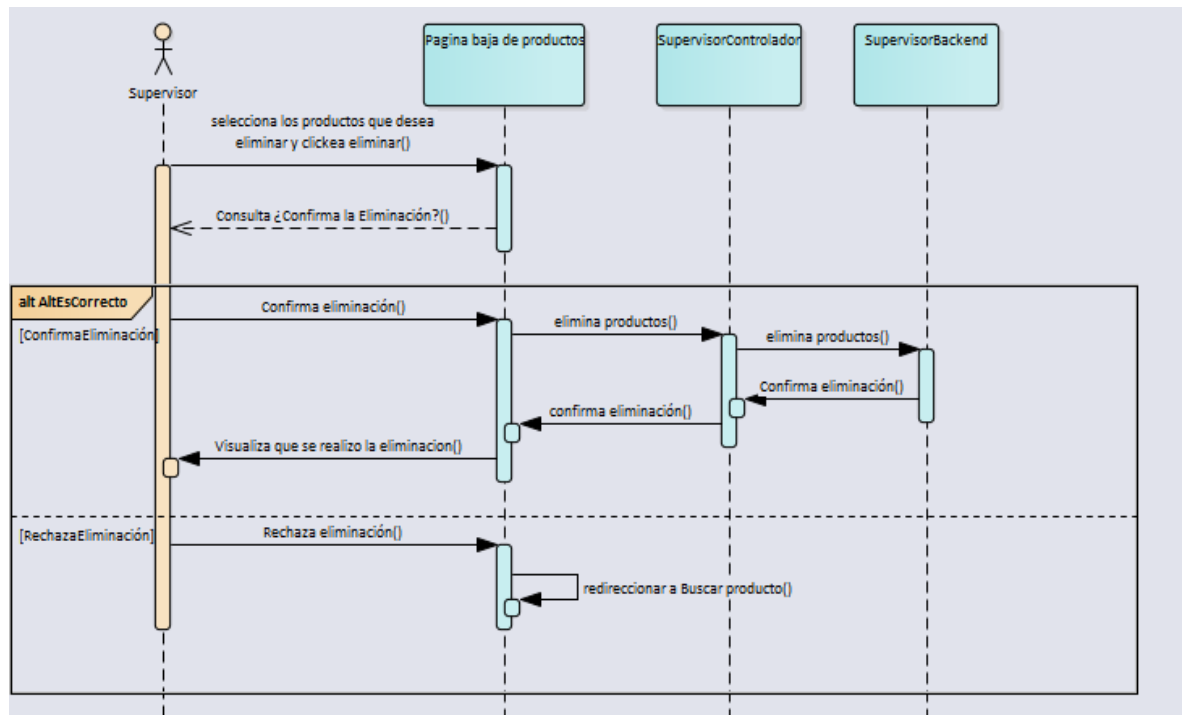 Supervisor
Pagina baja de productos
SupervisorControlador
SupervisorBackend
selecciona los productos que desea
eliminar y clickea eliminar()
Consulta ¿Confirma la Eliminación?()
alt AltEsCorrecto
[ConfirmaEliminación]
Confirma eliminación()
elimina productos()
elimina productos()
Confirma eliminación()
confirma eliminación()
Visualiza que se realizo la eliminacion()
[RechazaEliminación]
Rechaza eliminación()
redireccionar a Buscar producto()